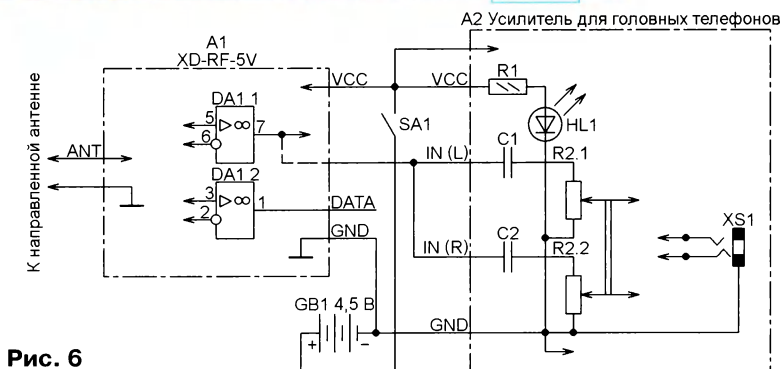 A2 Усилитель для головных телефонов
A1
XD-RF-5V
VCC
VCC
R1
DA1.1
5
6
7
SA1
HL1
ANT
IN (L)
C1
R2.1
DA1.2
3
2
1
DATA
GND
IN (R)
C2
R2.2
XS1
К направленной антенне
GB1 4,5 В
+
−
GND
Рис. 6